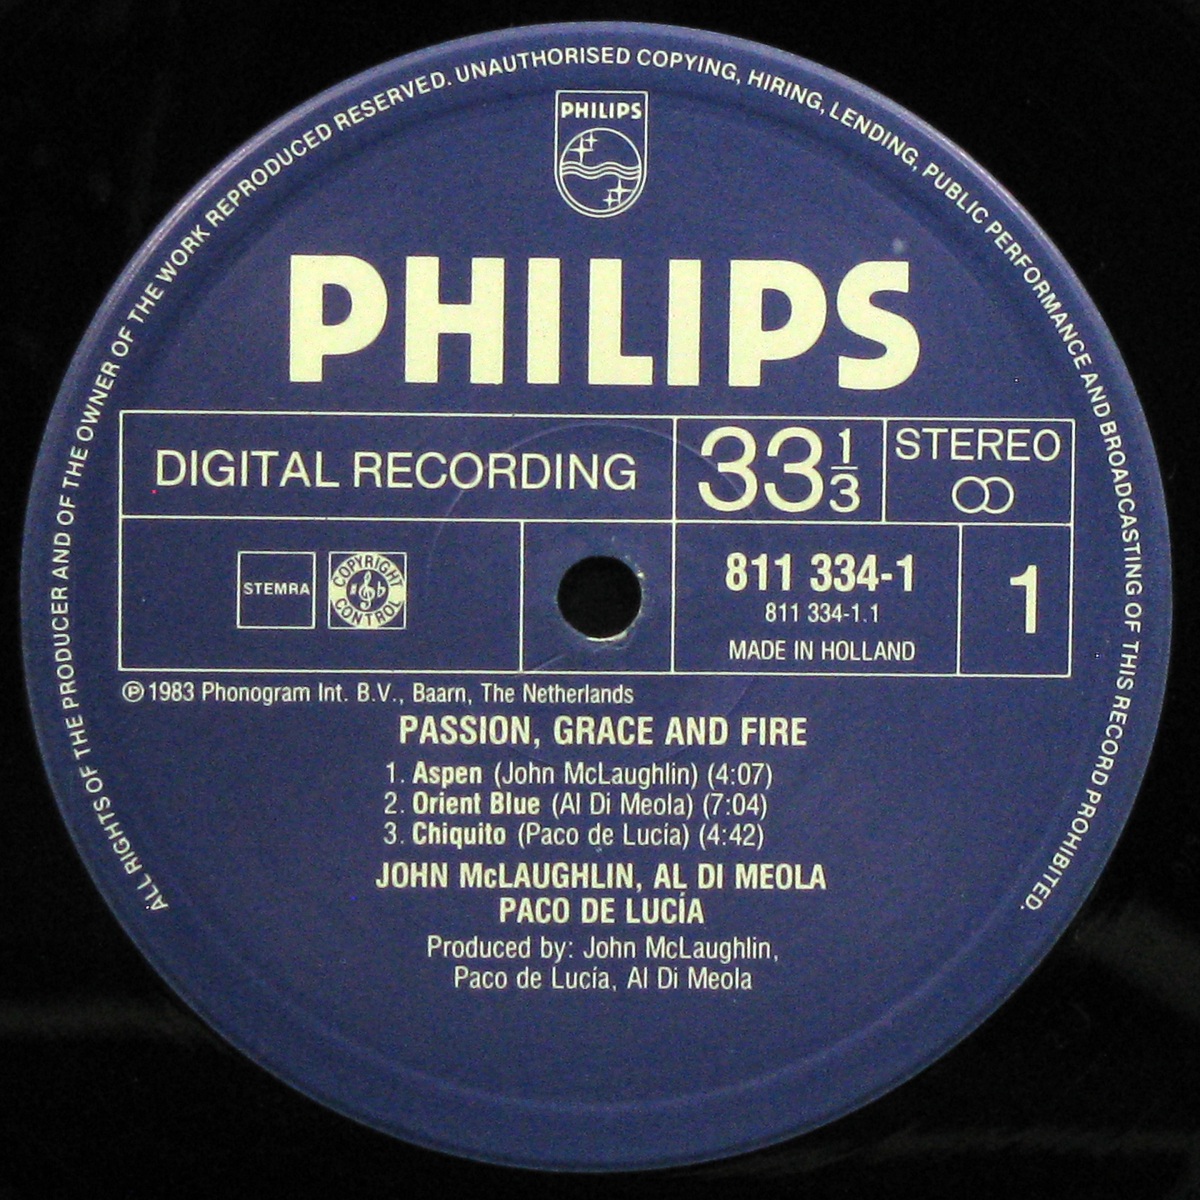 ALL RIGHTS OF THE PRODUCER AND OF THE OWNER OF THE WORK REPRODUCED RESERVED. UNAUTHORISED COPYING, HIRING, LENDING, PUBLIC PERFORMANCE AND BROADCASTING OF THIS RECORD PROHIBITED.
PHILIPS
PHILIPS
DIGITAL RECORDING
33 1/3
STEREO
STEMRA
COPYRIGHT CONTROL
811 334-1
811 334-1.1
MADE IN HOLLAND
1
℗ 1983 Phonogram Int. B.V., Baarn, The Netherlands
PASSION, GRACE AND FIRE
1. Aspen (John McLaughlin) (4:07)
2. Orient Blue (Al Di Meola) (7:04)
3. Chiquito (Paco de Lucía) (4:42)
JOHN McLAUGHLIN, AL DI MEOLA
PACO DE LUCÍA
Produced by: John McLaughlin,
Paco de Lucía, Al Di Meola